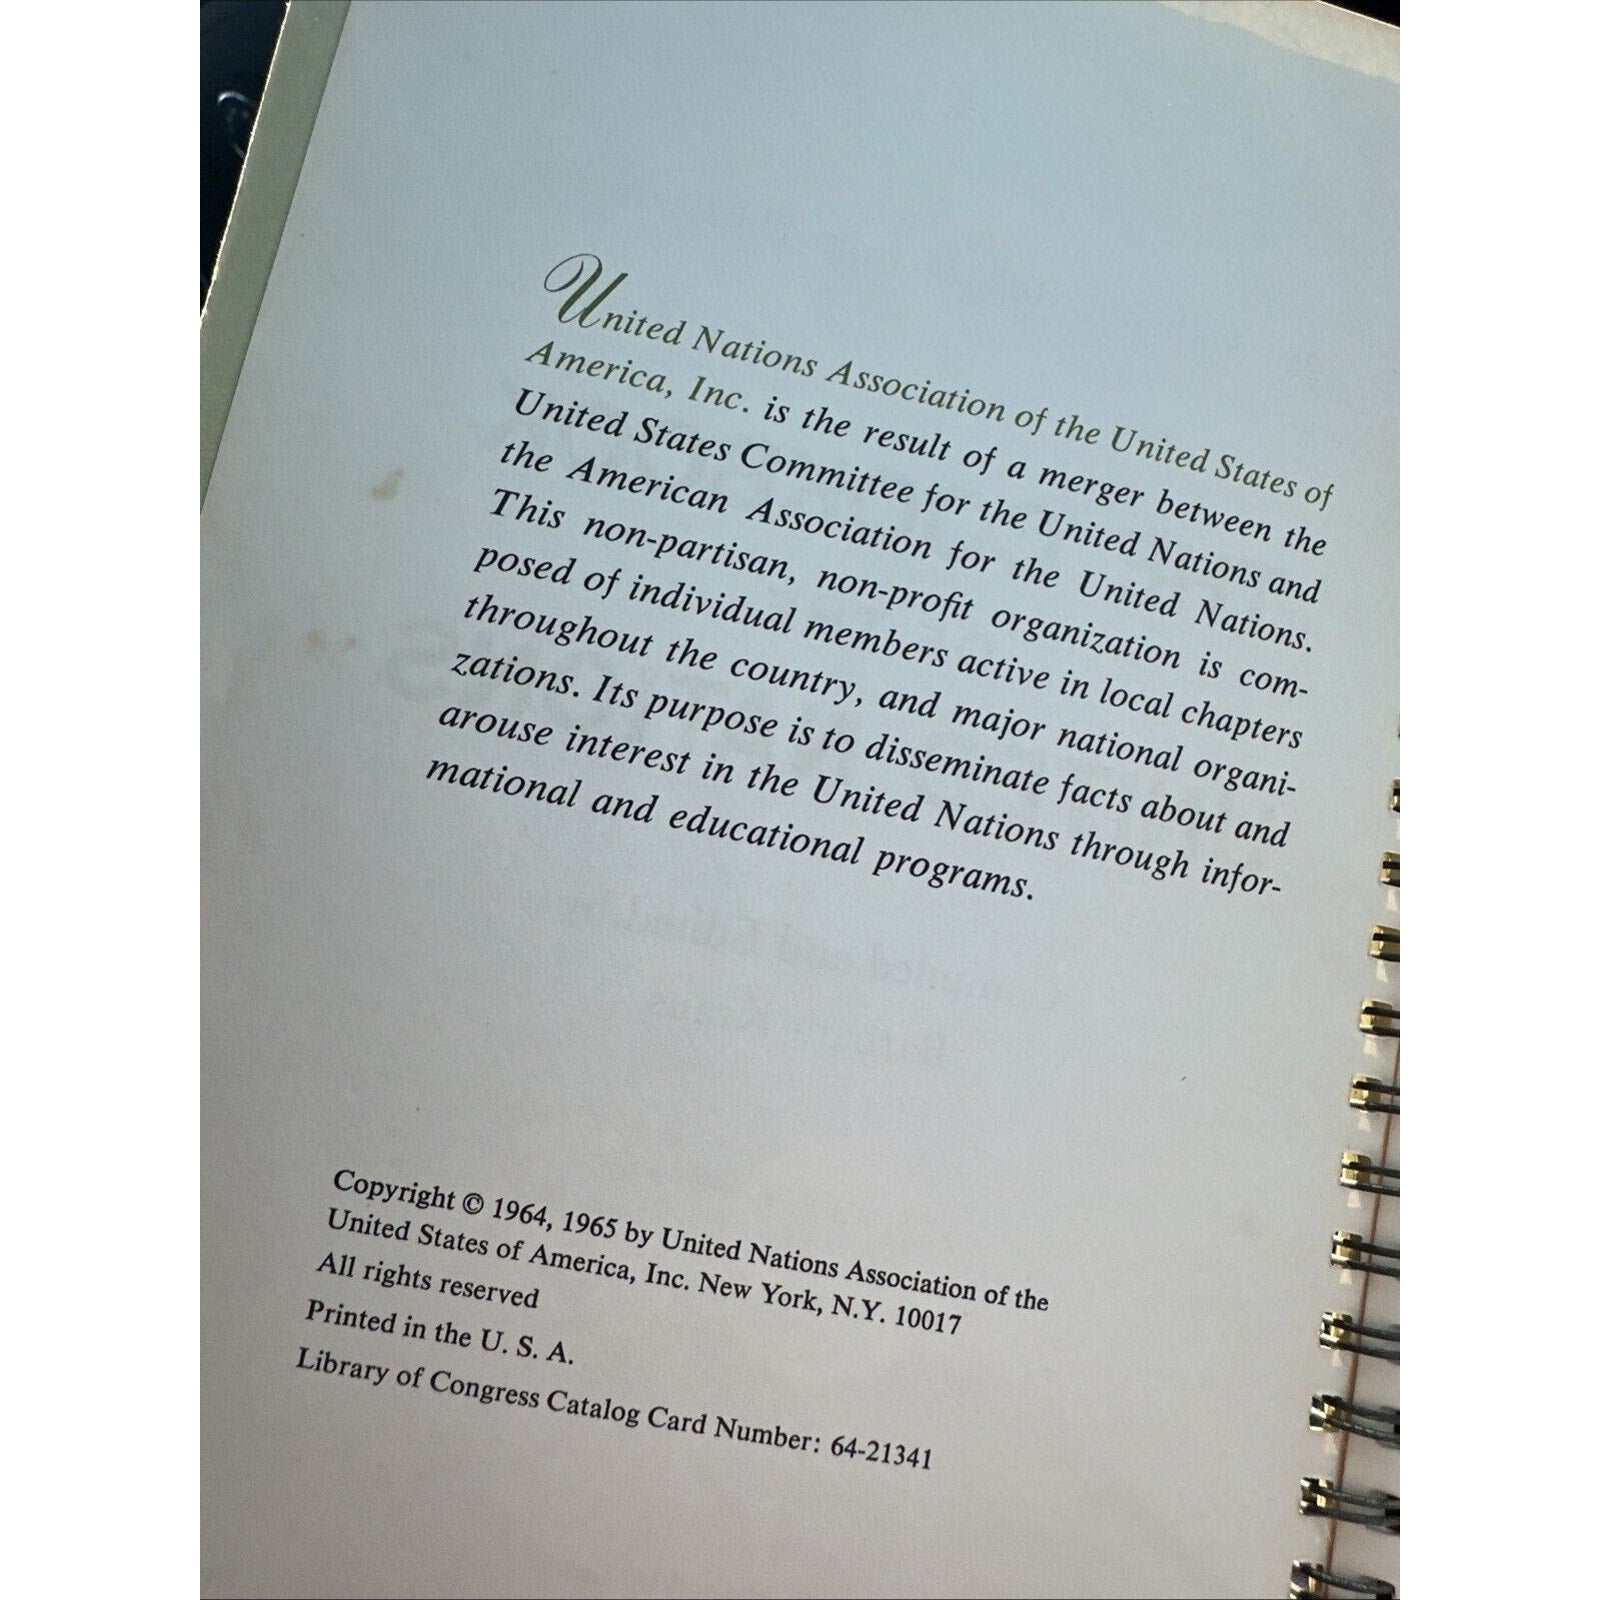 United Nations Association of the United States of
America, Inc. is the result of a merger between the
United States Committee for the United Nations and
the American Association for the United Nations.
This non-partisan, non-profit organization is com-
posed of individual members active in local chapters
throughout the country, and major national organi-
zations. Its purpose is to disseminate facts about and
arouse interest in the United Nations through infor-
mational and educational programs.
Copyright © 1964, 1965 by United Nations Association of the
United States of America, Inc. New York, N.Y. 10017
All rights reserved
Printed in the U. S. A.
Library of Congress Catalog Card Number: 64-21341